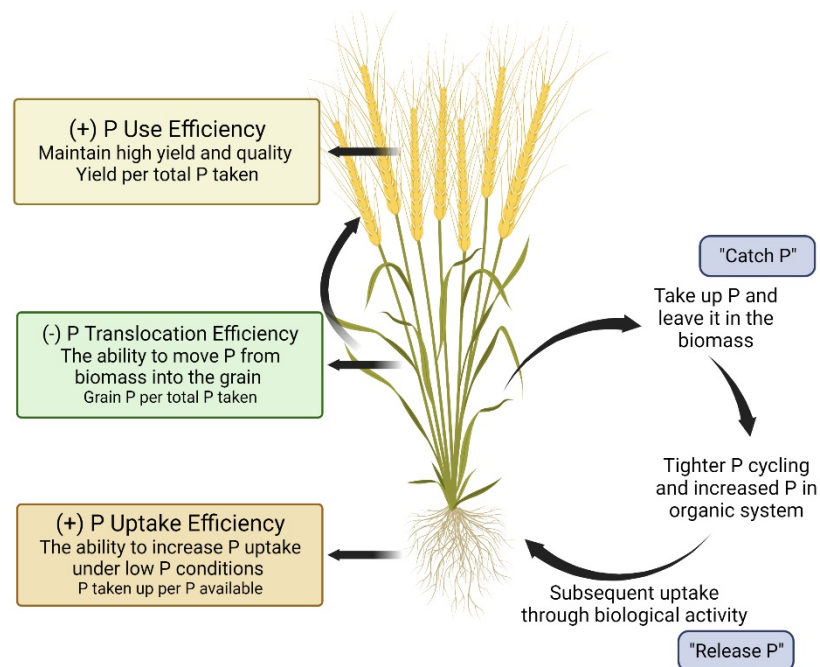 (+) P Use Efficiency
Maintain high yield and quality
Yield per total P taken
(-) P Translocation Efficiency
The ability to move P from
biomass into the grain
Grain P per total P taken
(+) P Uptake Efficiency
The ability to increase P uptake
under low P conditions
P taken up per P available
"Catch P"
Take up P and
leave it in the
biomass
Tighter P cycling
and increased P in
organic system
Subsequent uptake
through biological activity
"Release P"